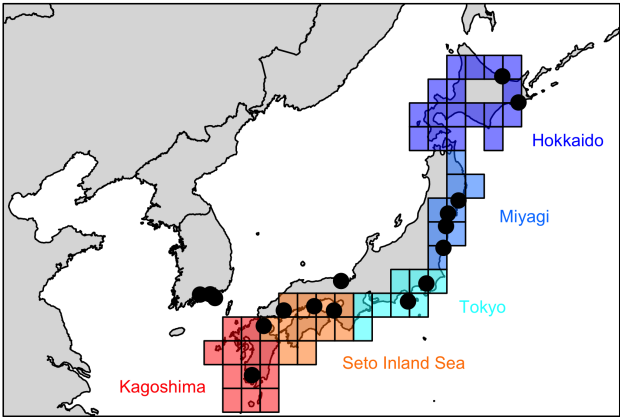 Hokkaido
Miyagi
Tokyo
Seto Inland Sea
Kagoshima